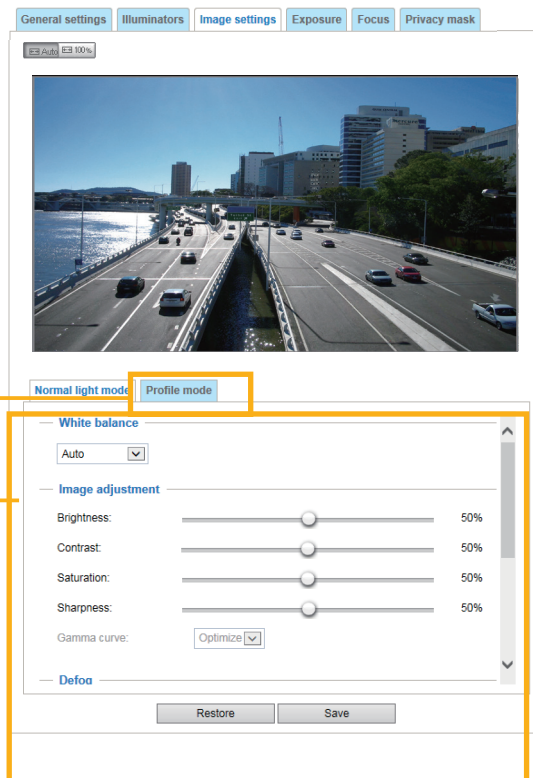 General settings Illuminators Image settings Exposure Focus Privacy mask
Auto 100%
Normal light mode Profile mode
White balance
Auto
Image adjustment
Brightness: 50%
Contrast: 50%
Saturation: 50%
Sharpness: 50%
Gamma curve: Optimize
Defog
Restore Save